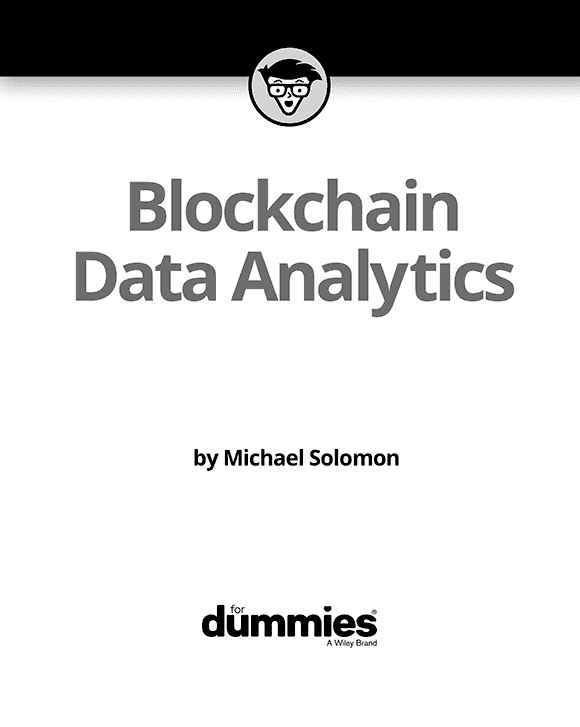 Blockchain
Data Analytics
by Michael Solomon
for
dummies®
A Wiley Brand